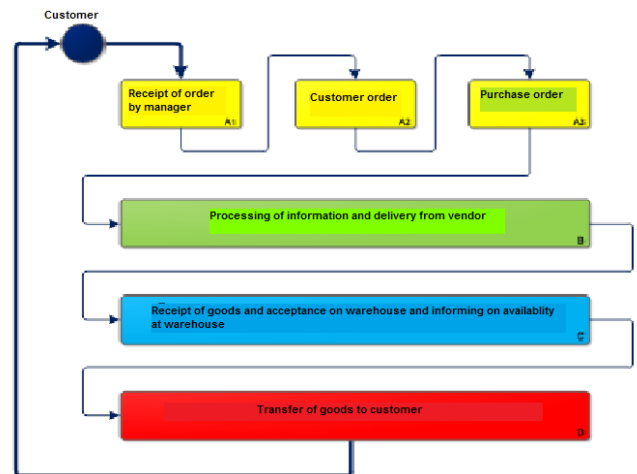 Customer
Receipt of order
by manager
A1
Customer order
A2
Purchase order
A3
Processing of information and delivery from vendor
B
Receipt of goods and acceptance on warehouse and informing on availablity
at warehouse
C
Transfer of goods to customer
D